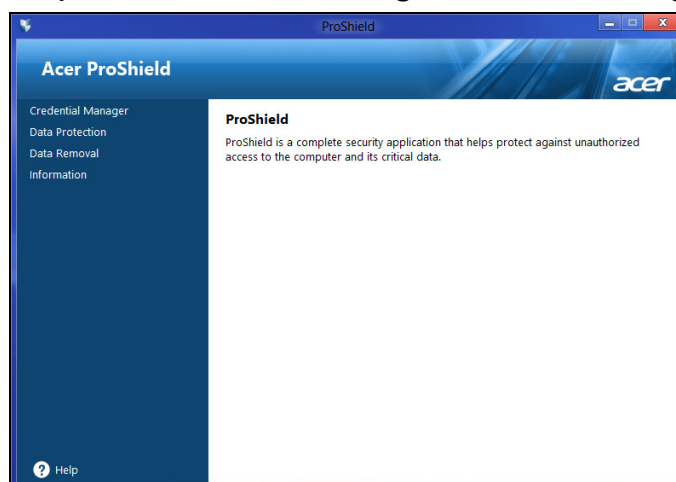 ProShield
Acer ProShield
acer
Credential Manager
Data Protection
Data Removal
Information
ProShield
ProShield is a complete security application that helps protect against unauthorized
access to the computer and its critical data.
Help